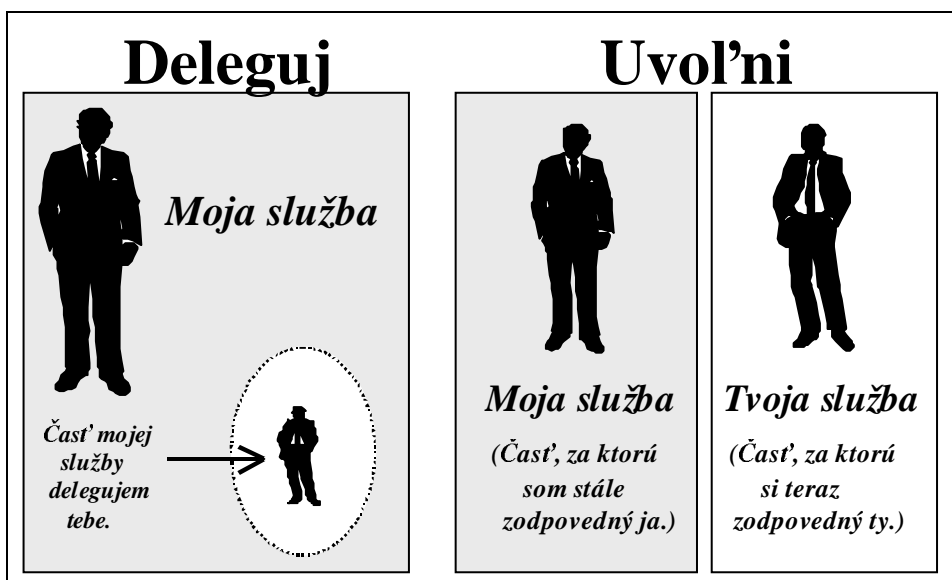 Deleguj
Moja služba
Časť mojej
služby
delegujem
tebe.
Uvoľni
Moja služba
(Časť, za ktorú
som stále
zodpovedný ja.)
Tvoja služba
(Časť, za ktorú
si teraz
zodpovedný ty.)